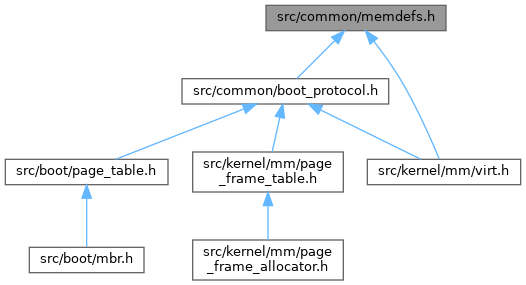 src/common/memdefs.h
src/common/boot_protocol.h
src/boot/page_table.h
src/kernel/mm/page
_frame_table.h
src/kernel/mm/virt.h
src/boot/mbr.h
src/kernel/mm/page
_frame_allocator.h